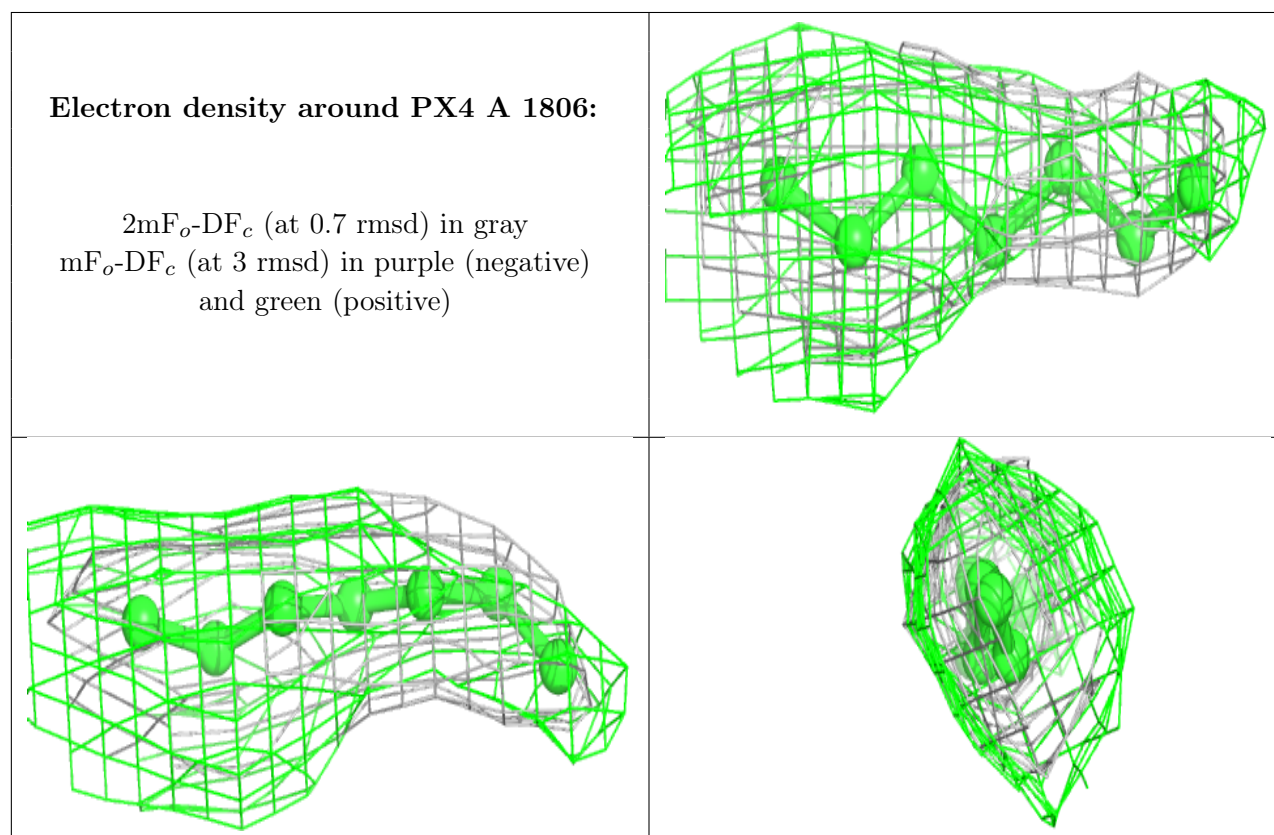 Electron density around PX4 A 1806:
2mFₒ-DF𝒸 (at 0.7 rmsd) in gray
mFₒ-DF𝒸 (at 3 rmsd) in purple (negative)
and green (positive)